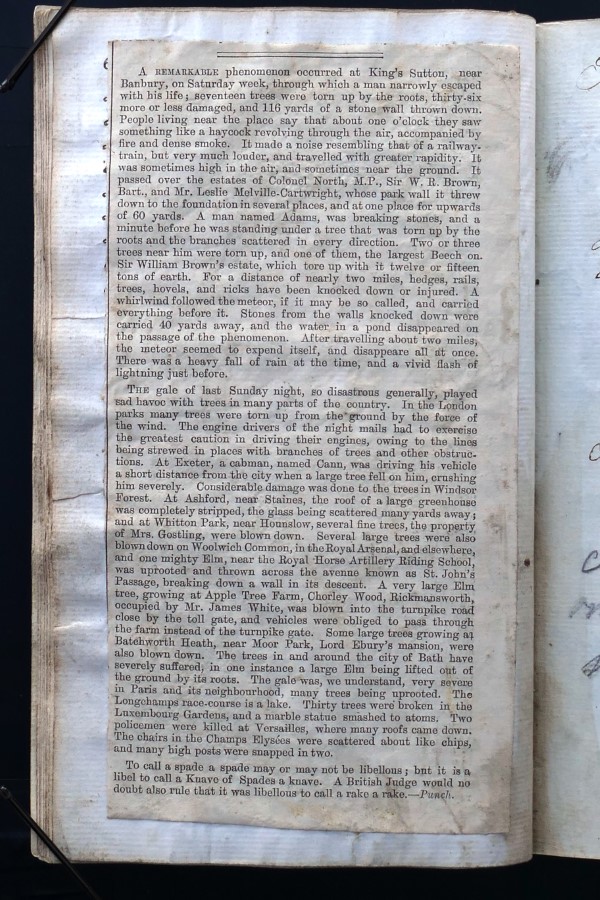 A REMARKABLE phenomenon occurred at King's Sutton, near
Banbury, on Saturday week, through which a man narrowly escaped
with his life; seventeen trees were torn up by the roots, thirty-six
more or less damaged, and 116 yards of a stone wall thrown down.
People living near the place say that about one o'clock they saw
something like a haycock revolving through the air, accompanied by
fire and dense smoke. It made a noise resembling that of a railway-
train, but very much louder, and travelled with greater rapidity. It
was sometimes high in the air, and sometimes near the ground. It
passed over the estates of Colonel North, M.P., Sir W. R. Brown,
Bart., and Mr. Leslie Melville-Cartwright, whose park wall it threw
down to the foundation in several places, and at one place for upwards
of 60 yards. A man named Adams, was breaking stones, and a
minute before he was standing under a tree that was torn up by the
roots and the branches scattered in every direction. Two or three
trees near him were torn up, and one of them, the largest Beech on
Sir William Brown's estate, which tore up with it twelve or fifteen
tons of earth. For a distance of nearly two miles, hedges, rails,
trees, hovels, and ricks have been knocked down or injured. A
whirlwind followed the meteor, if it may be so called, and carried
everything before it. Stones from the walls knocked down were
carried 40 yards away, and the water in a pond disappeared on
the passage of the phenomenon. After travelling about two miles,
the meteor seemed to expend itself, and disappeare all at once.
There was a heavy fall of rain at the time, and a vivid flash of
lightning just before.
THE gale of last Sunday night, so disastrous generally, played
sad havoc with trees in many parts of the country. In the London
parks many trees were torn up from the ground by the force of
the wind. The engine drivers of the night mails had to exercise
the greatest caution in driving their engines, owing to the lines
being strewed in places with branches of trees and other obstruc-
tions. At Exeter, a cabman, named Cann, was driving his vehicle
a short distance from the city when a large tree fell on him, crushing
him severely. Considerable damage was done to the trees in Windsor
Forest. At Ashford, near Staines, the roof of a large greenhouse
was completely stripped, the glass being scattered many yards away;
and at Whitton Park, near Hounslow, several fine trees, the property
of Mrs. Gostling, were blown down. Several large trees were also
blown down on Woolwich Common, in the Royal Arsenal, and elsewhere,
and one mighty Elm, near the Royal Horse Artillery Riding School,
was uprooted and thrown across the avenue known as St. John's
Passage, breaking down a wall in its descent. A very large Elm
tree, growing at Apple Tree Farm, Chorley Wood, Rickmansworth,
occupied by Mr. James White, was blown into the turnpike road
close by the toll gate, and vehicles were obliged to pass through
the farm instead of the turnpike gate. Some large trees growing at
Batchworth Heath, near Moor Park, Lord Ebury's mansion, were
also blown down. The trees in and around the city of Bath have
severely suffered; in one instance a large Elm being lifted out of
the ground by its roots. The gale was, we understand, very severe
in Paris and its neighbourhood, many trees being uprooted. The
Longchamps race-course is a lake. Thirty trees were broken in the
Luxembourg Gardens, and a marble statue smashed to atoms. Two
policemen were killed at Versailles, where many roofs came down.
The chairs in the Champs Elysées were scattered about like chips,
and many high posts were snapped in two.
To call a spade a spade may or may not be libellous; but it is a
libel to call a Knave of Spades a knave. A British Judge would no
doubt also rule that it was libellous to call a rake a rake.—Punch.